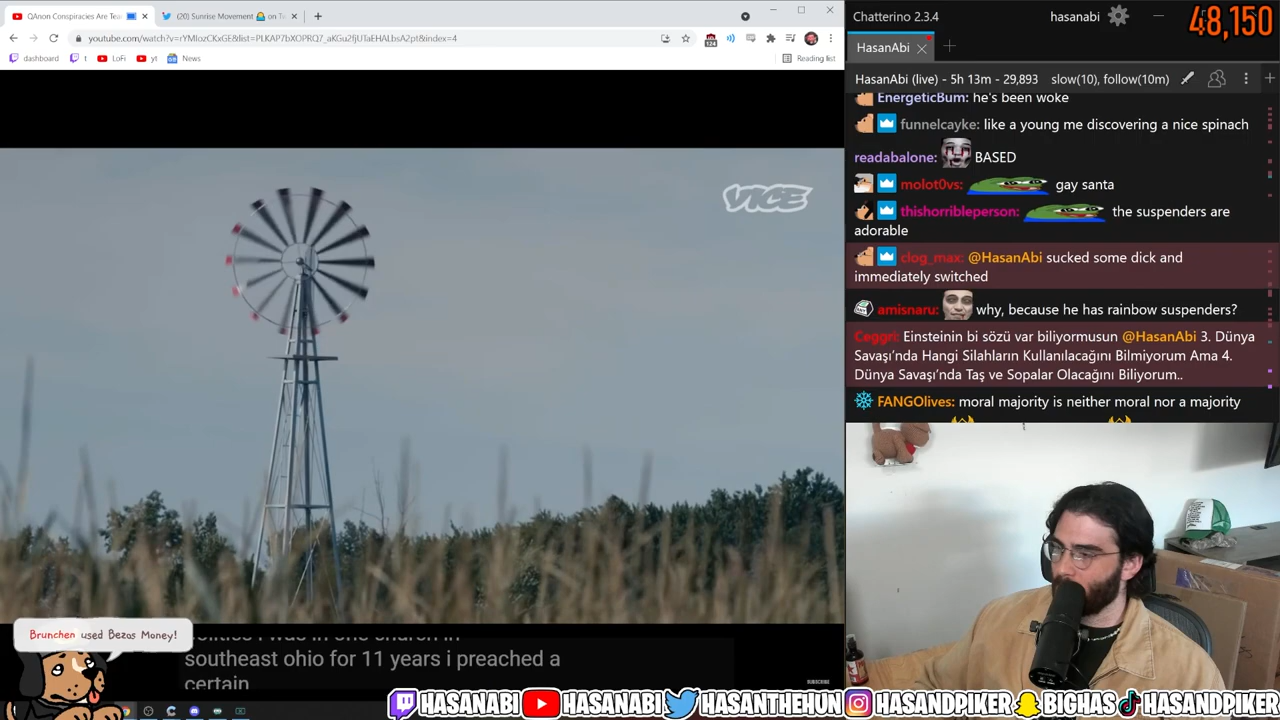 QAnon Conspiracies Are Tea
(20) Sunrise Movement on T
youtube.com/watch?v=rYMIozCKxGE&list=PLKAP7bXOPRQ7_aKGu2fjUTaEHALbsA2pt&index=4
124
dashboard
t
LoFi
yt
News
Reading list
VICE
southeast ohio for 11 years i preached a
certain
SUBSCRIBE
Brunchen used Bezos Money!
Chatterino 2.3.4
hasanabi
48,150
HasanAbi
HasanAbi (live) - 5h 13m - 29,893 slow(10), follow(10m)
EnergeticBum: he's been woke
funnelcayke: like a young me discovering a nice spinach
readabalone: BASED
molot0vs: gay santa
thishorribleperson: the suspenders are
adorable
clog_max: @HasanAbi sucked some dick and
immediately switched
amisnaru: why, because he has rainbow suspenders?
Ceggri: Einsteinin bi sözü var biliyormusun @HasanAbi 3. Dünya
Savaşı'nda Hangi Silahların Kullanılacağını Bilmiyorum Ama 4.
Dünya Savaşı'nda Taş ve Sopalar Olacağını Biliyorum..
FANGOlives: moral majority is neither moral nor a majority
HASANABI HASANABI HASANTHEHUN HASANDPIKER BIGHAS HASANDPIKER